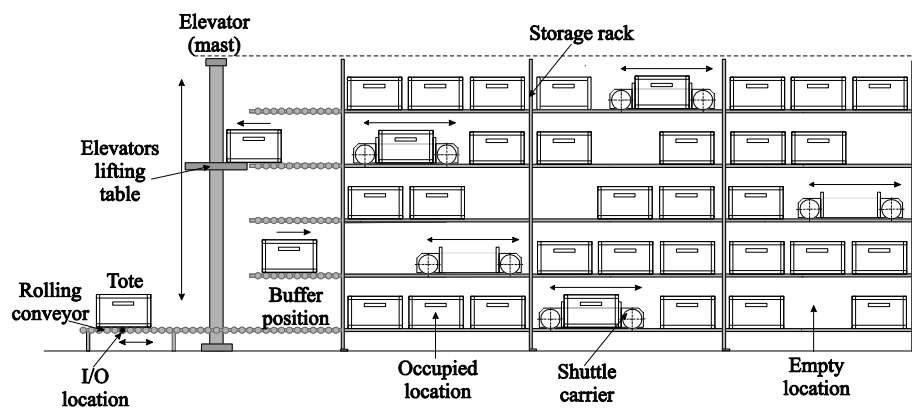 Elevator
(mast)
Storage rack
Elevators
lifting
table
Tote
Rolling
conveyor
Buffer
position
I/O
location
Occupied
location
Shuttle
carrier
Empty
location